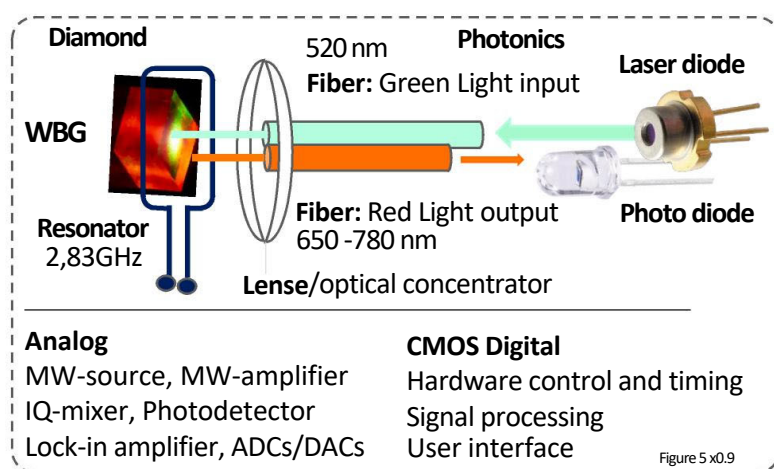 Diamond
520 nm
Photonics
Fiber: Green Light input
Laser diode
WBG
Fiber: Red Light output
650 -780 nm
Photo diode
Resonator
2,83GHz
Lense/optical concentrator
Analog
MW-source, MW-amplifier
IQ-mixer, Photodetector
Lock-in amplifier, ADCs/DACs
CMOS Digital
Hardware control and timing
Signal processing
User interface
Figure 5 x0.9